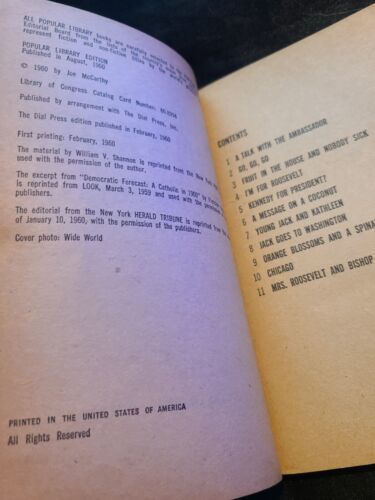 ALL POPULAR LIBRARY books are carefully selected by the
Editorial Board from the lists of the
represent fiction and non-fiction titles by the world's
POPULAR LIBRARY EDITION
Published in August, 1960
© 1960 by Joe McCarthy
Library of Congress Catalog Card Number:
Published by arrangement with The Dial Press, Inc.
The Dial Press edition published in February, 1960
First printing: February, 1960
The material by William V. Shannon is reprinted from the New York
used with the permission of the author.
The excerpt from "Democratic Forecast: A Catholic in 1960" by
is reprinted from LOOK, March 3, 1959 and used with the permission
publishers.
The editorial from the New York HERALD TRIBUNE is reprinted from the
of January 10, 1960, with the permission of the publishers.
Cover photo: Wide World
PRINTED IN THE UNITED STATES OF AMERICA
All Rights Reserved
CONTENTS
1 A TALK WITH THE AMBASSADOR
2 GO, GO, GO
3 FRUIT IN THE HOUSE AND NOBODY SICK
4 I'M FOR ROOSEVELT
5 KENNEDY FOR PRESIDENT?
6 A MESSAGE ON A COCONUT
7 YOUNG JACK AND KATHLEEN
8 JACK GOES TO WASHINGTON
9 ORANGE BLOSSOMS AND A SPINA
10 CHICAGO
11 MRS. ROOSEVELT AND BISHOP